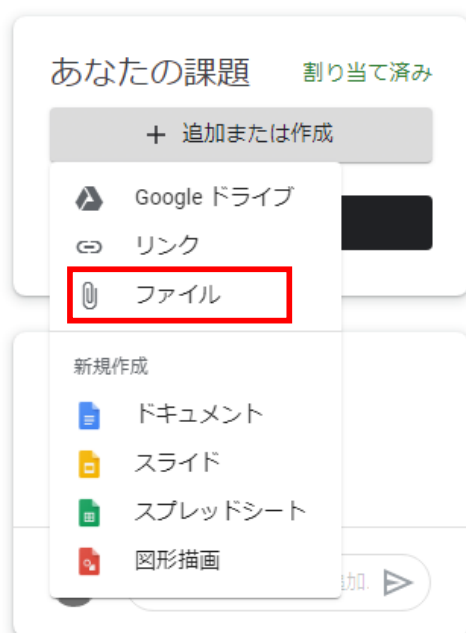 あなたの課題 割り当て済み
+ 追加または作成
Google ドライブ
リンク
ファイル
新規作成
ドキュメント
スライド
スプレッドシート
図形描画
追加.